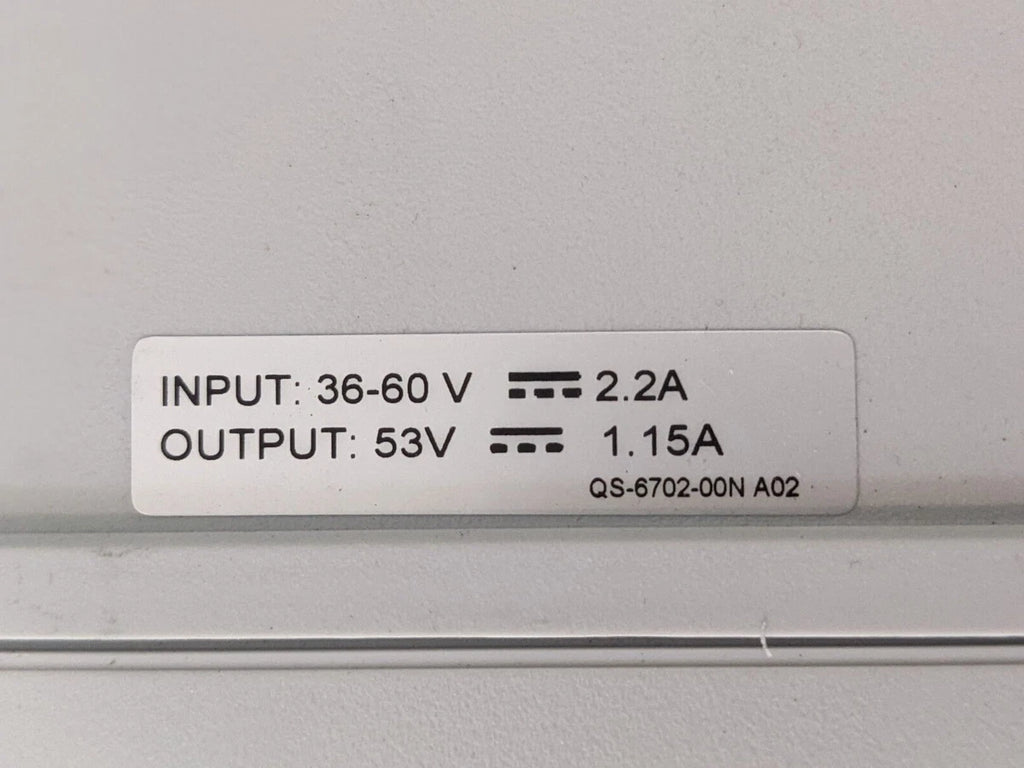 INPUT: 36-60 V ⎓ 2.2A
OUTPUT: 53V ⎓ 1.15A
QS-6702-00N A02